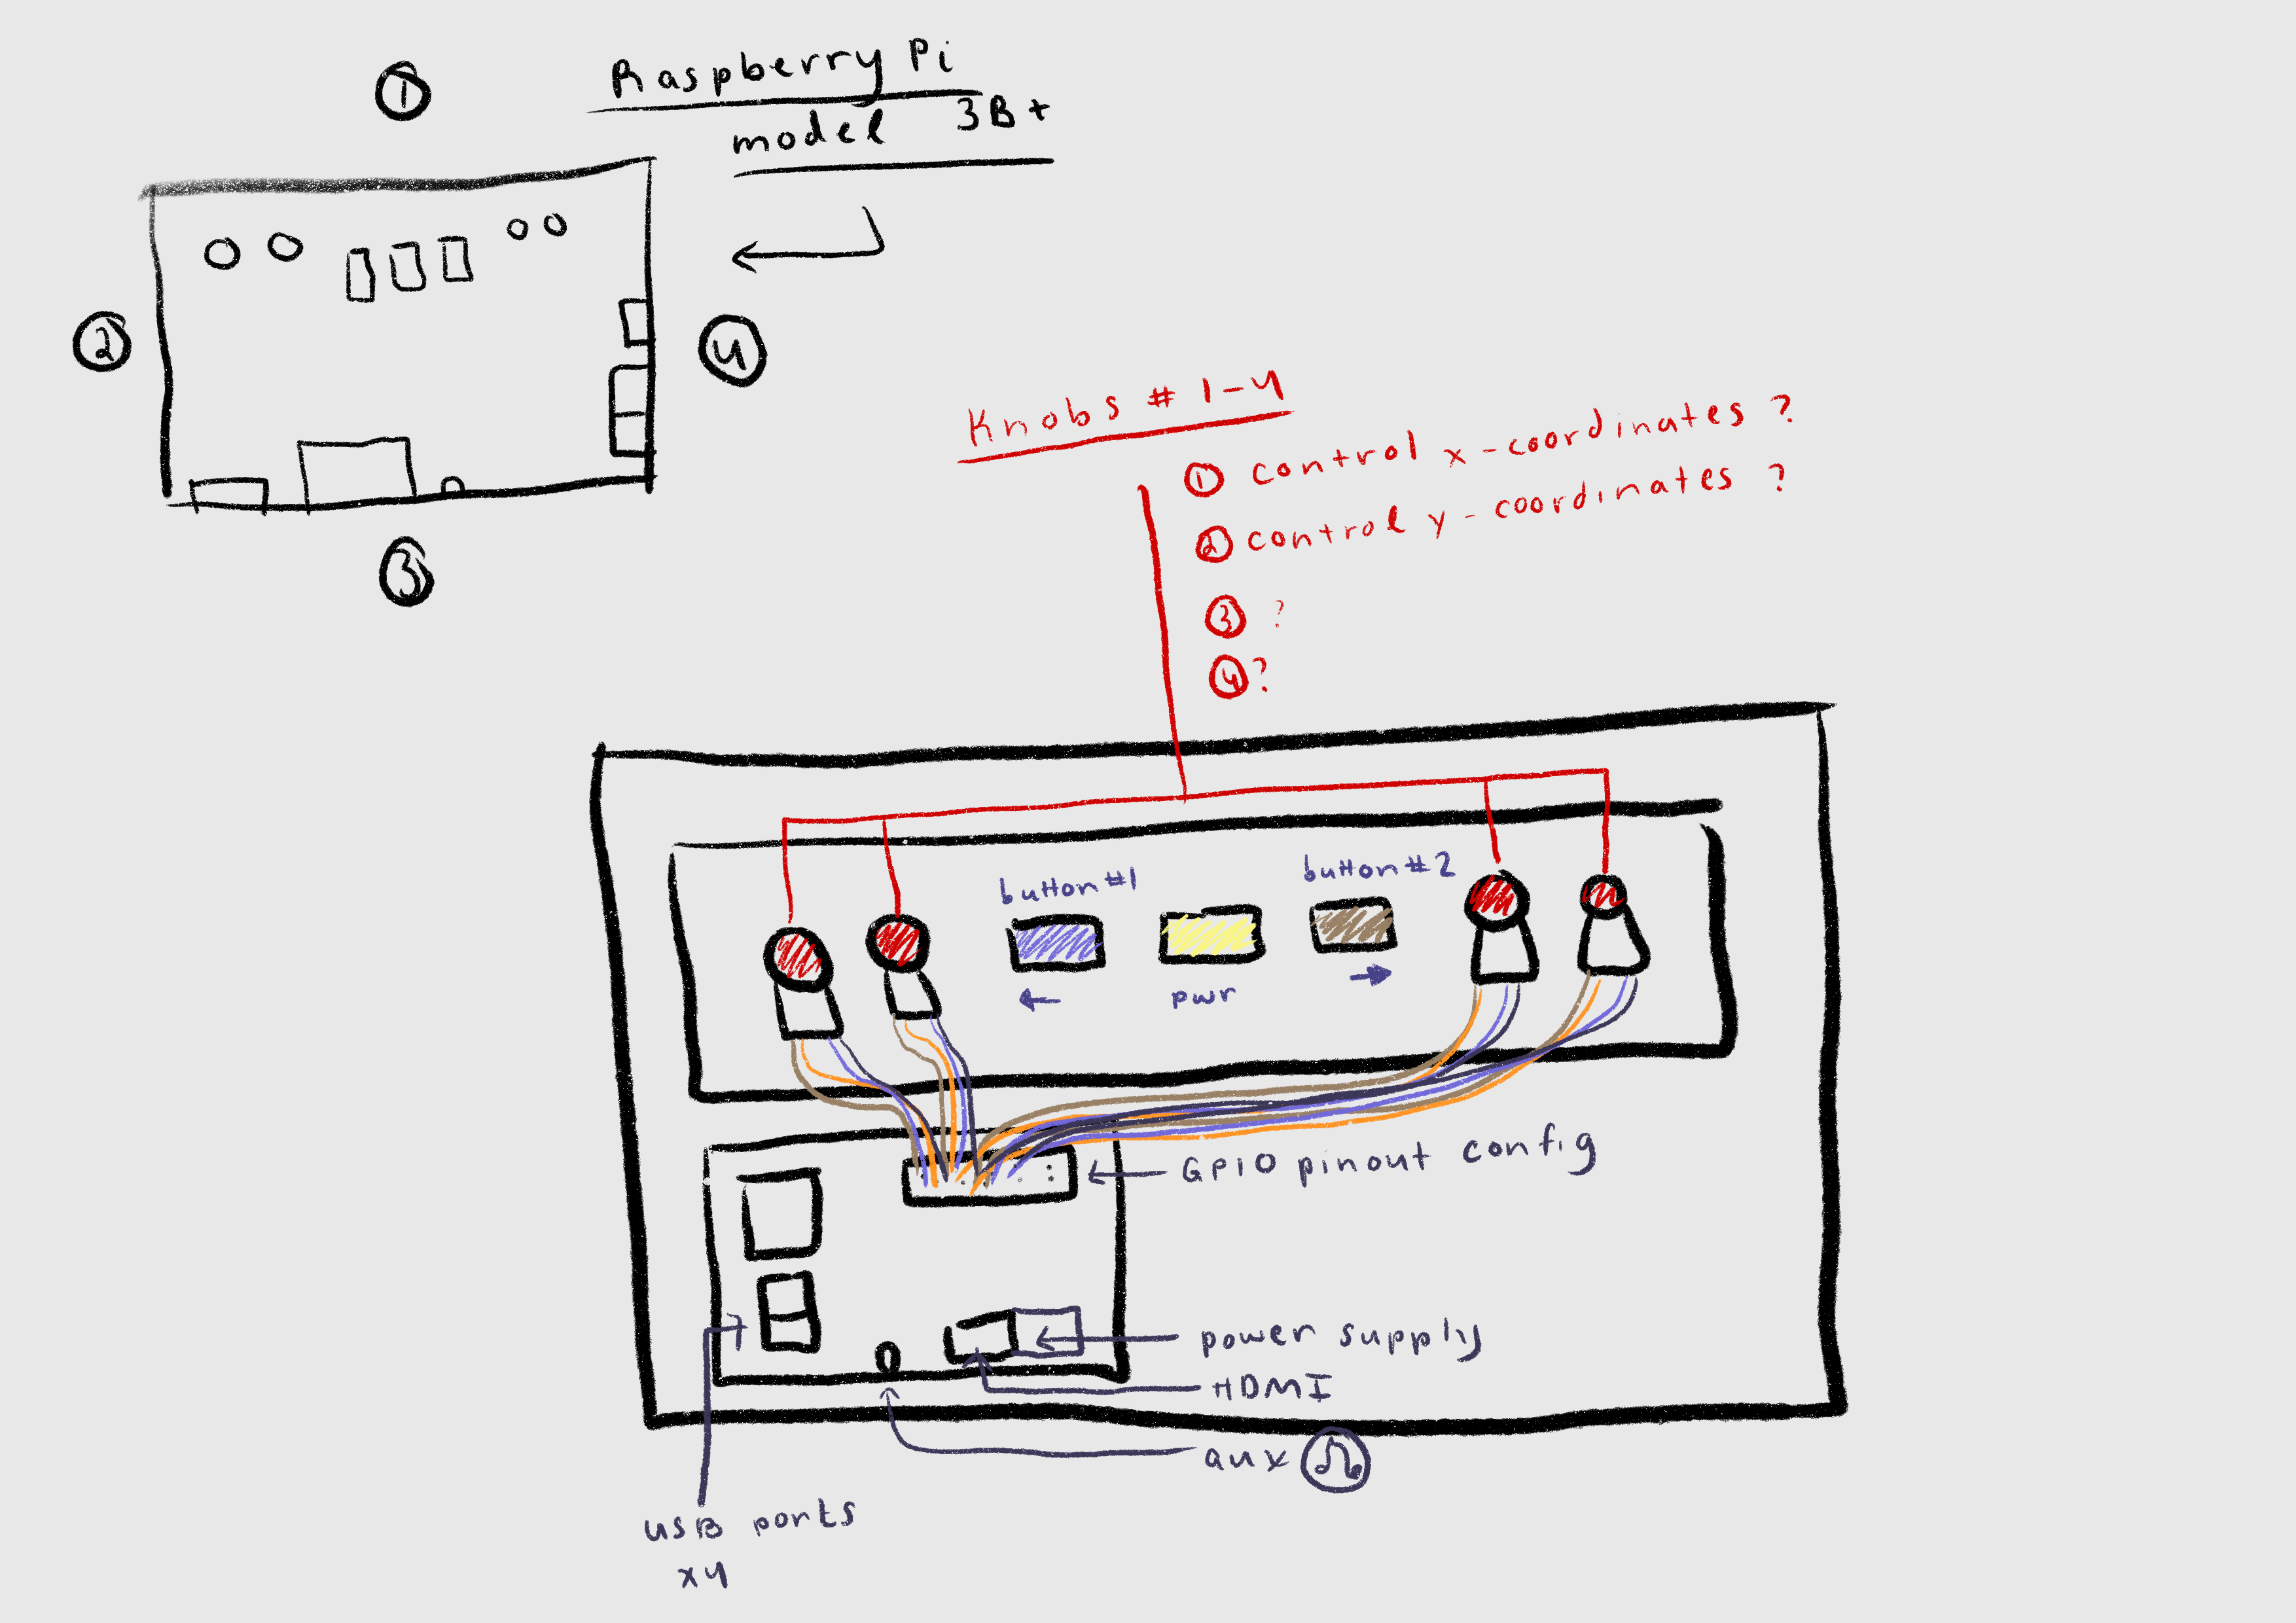 ①
Raspberry Pi
model 3B+
②
④
③
Knobs # 1-4
① control x-coordinates ?
② control y-coordinates ?
③ ?
④ ?
button #1
button #2
pwr
GPIO pinout config
power supply
HDMI
aux
USB ports
x4